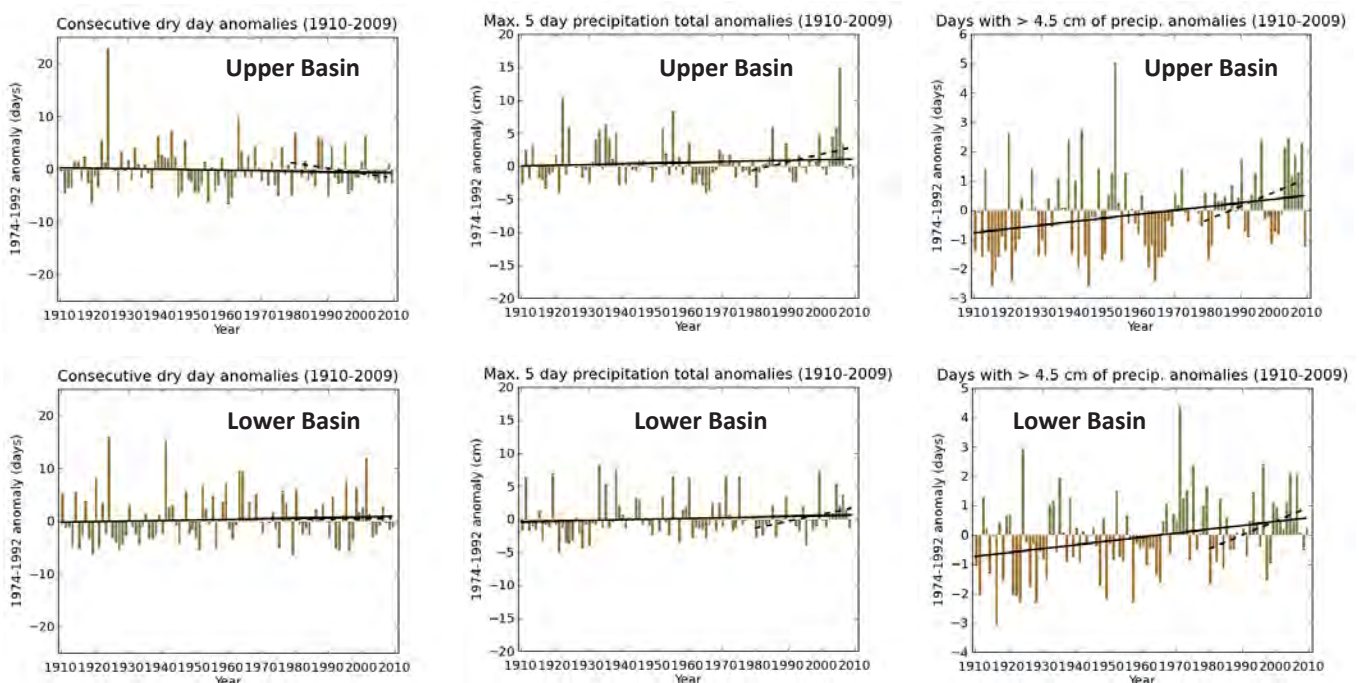 Consecutive dry day anomalies (1910-2009)
Upper Basin
1974-1992 anomaly (days)
20
10
0
−10
−20
1910 1920 1930 1940 1950 1960 1970 1980 1990 2000 2010
Year
Max. 5 day precipitation total anomalies (1910-2009)
Upper Basin
1974-1992 anomaly (cm)
20
15
10
5
0
−5
−10
−15
−20
1910 1920 1930 1940 1950 1960 1970 1980 1990 2000 2010
Year
Days with > 4.5 cm of precip. anomalies (1910-2009)
Upper Basin
1974-1992 anomaly (days)
6
5
4
3
2
1
0
−1
−2
−3
1910 1920 1930 1940 1950 1960 1970 1980 1990 2000 2010
Year
Consecutive dry day anomalies (1910-2009)
Lower Basin
1974-1992 anomaly (days)
20
10
0
−10
−20
1910 1920 1930 1940 1950 1960 1970 1980 1990 2000 2010
Year
Max. 5 day precipitation total anomalies (1910-2009)
Lower Basin
1974-1992 anomaly (cm)
20
15
10
5
0
−5
−10
−15
−20
1910 1920 1930 1940 1950 1960 1970 1980 1990 2000 2010
Year
Days with > 4.5 cm of precip. anomalies (1910-2009)
Lower Basin
1974-1992 anomaly (days)
5
4
3
2
1
0
−1
−2
−3
−4
1910 1920 1930 1940 1950 1960 1970 1980 1990 2000 2010
Year